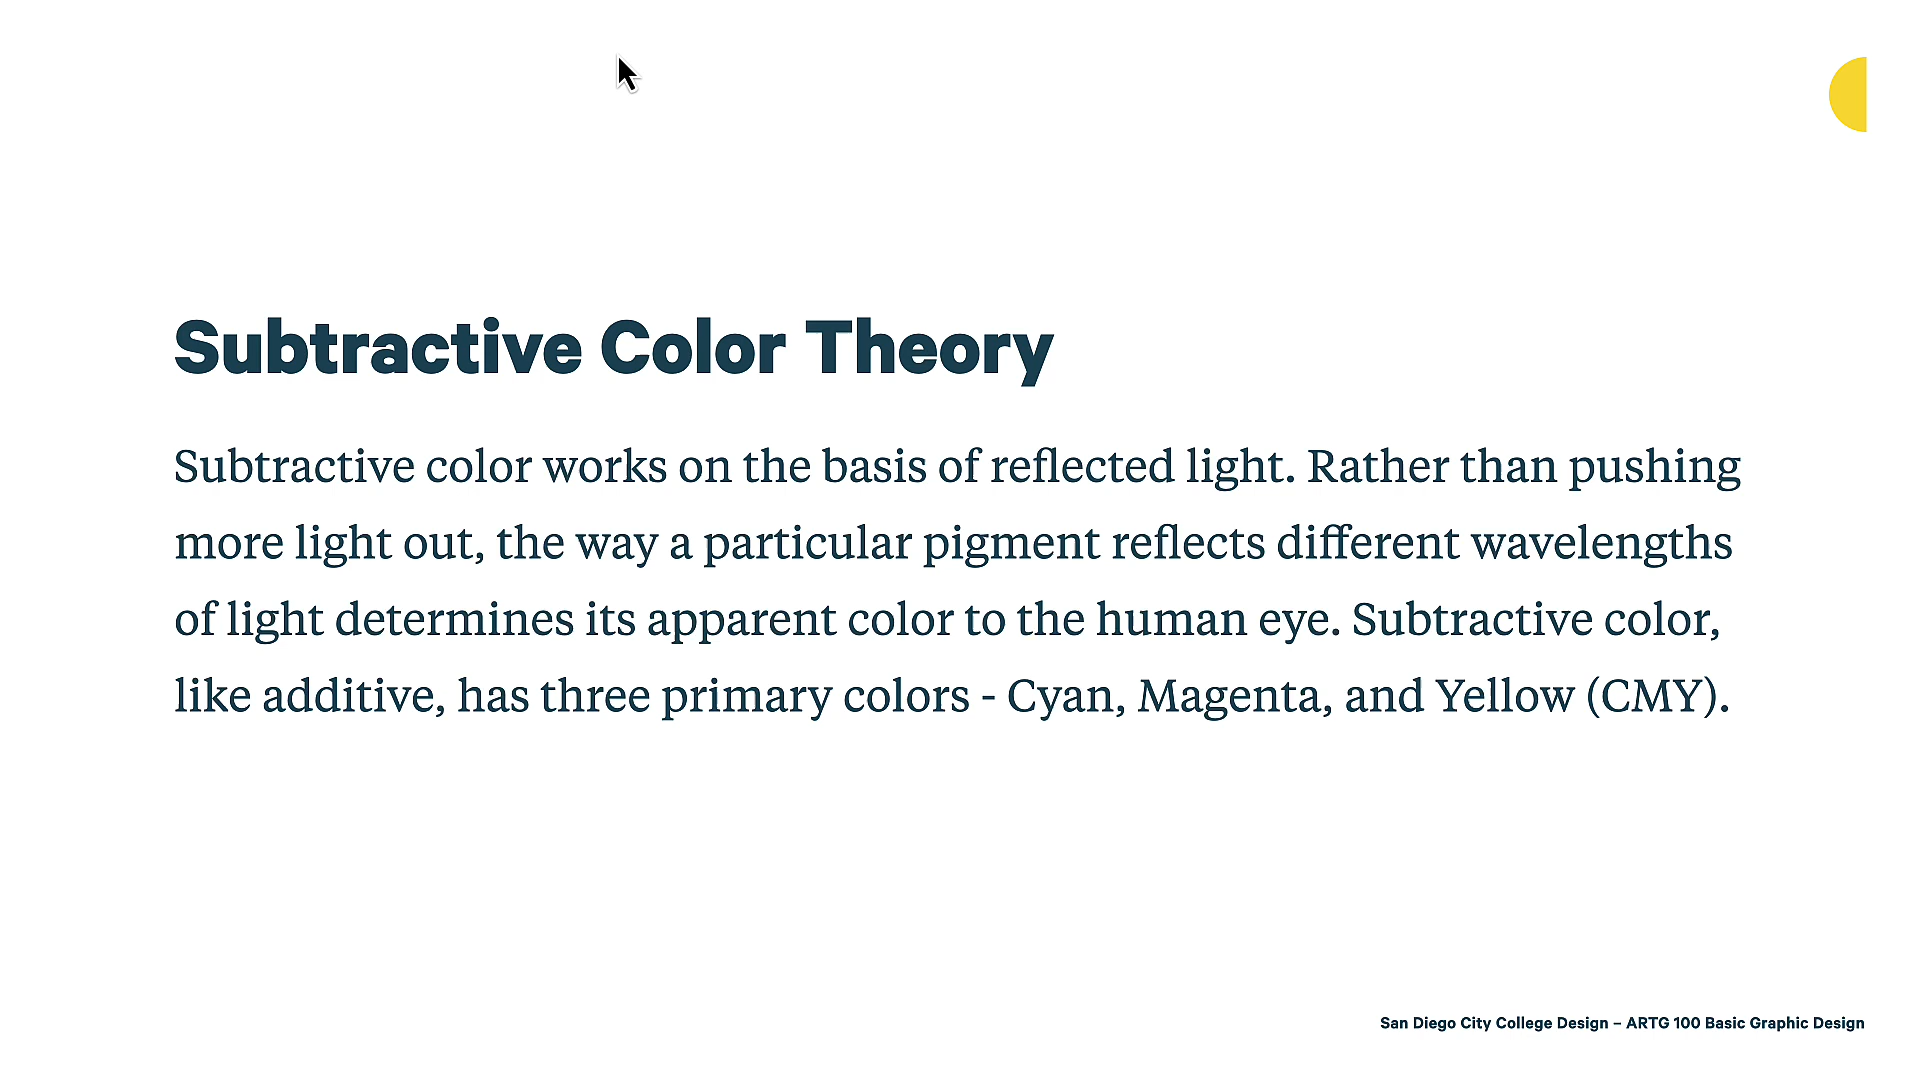 Subtractive Color Theory
Subtractive color works on the basis of reflected light. Rather than pushing
more light out, the way a particular pigment reflects different wavelengths
of light determines its apparent color to the human eye. Subtractive color,
like additive, has three primary colors - Cyan, Magenta, and Yellow (CMY).
San Diego City College Design – ARTG 100 Basic Graphic Design